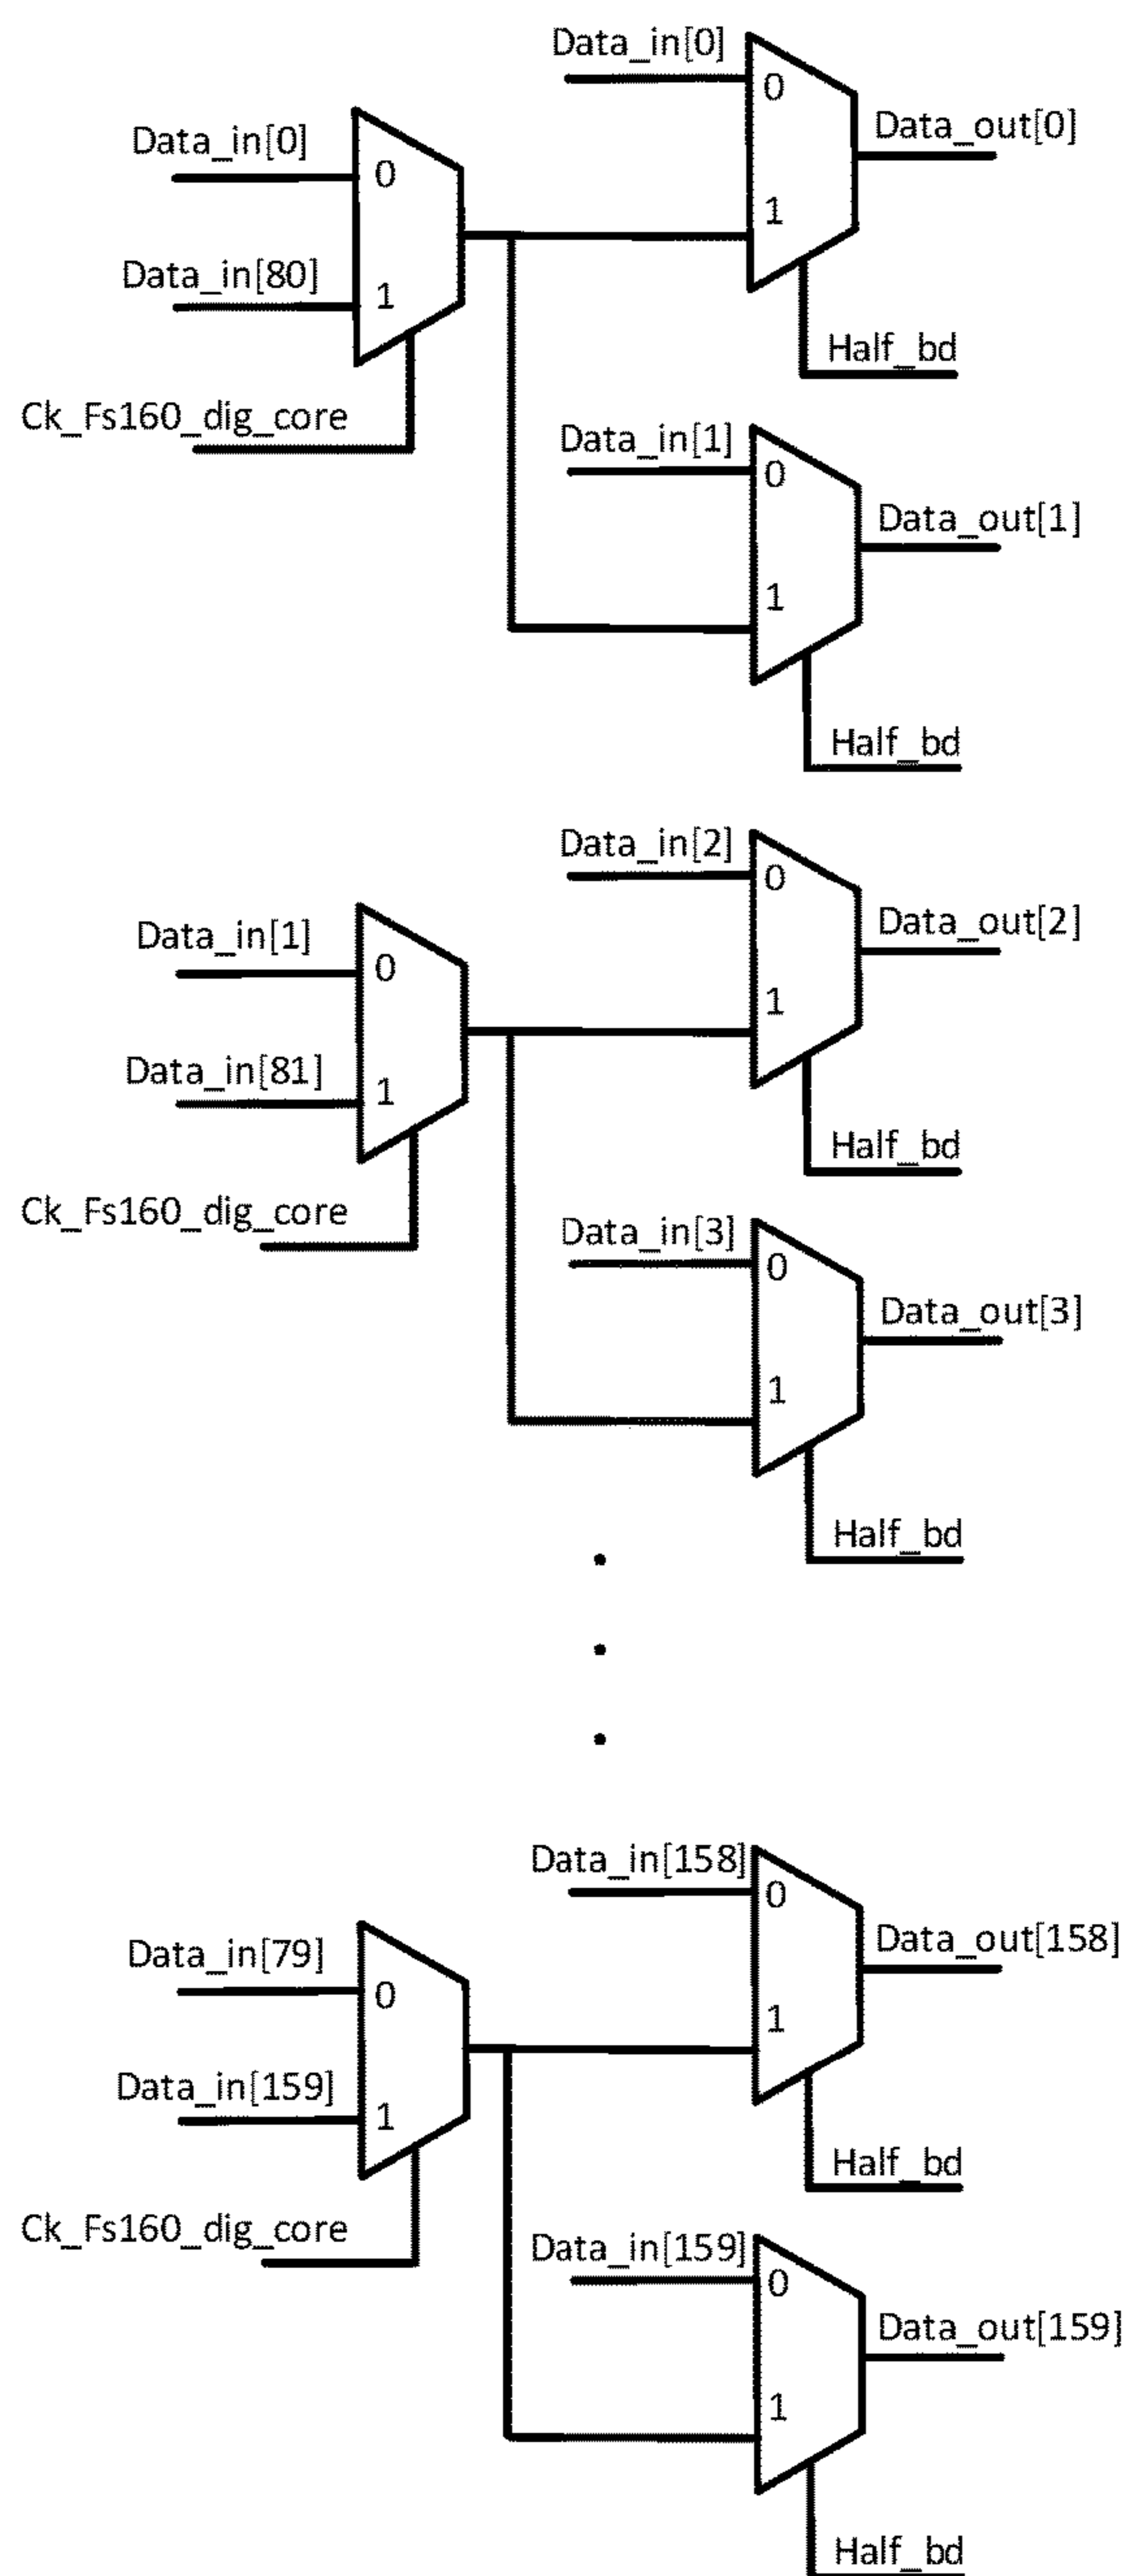 Data_in[0]
0
Data_out[0]
Data_in[0]
0
1
Data_in[80]
1
Half_bd
Ck_Fs160_dig_core
Data_in[1]
0
Data_out[1]
1
Half_bd
Data_in[2]
0
Data_out[2]
Data_in[1]
0
1
Data_in[81]
1
Half_bd
Ck_Fs160_dig_core
Data_in[3]
0
Data_out[3]
1
Half_bd
Data_in[158]
0
Data_out[158]
Data_in[79]
0
1
Data_in[159]
1
Half_bd
Ck_Fs160_dig_core
Data_in[159]
0
Data_out[159]
1
Half_bd